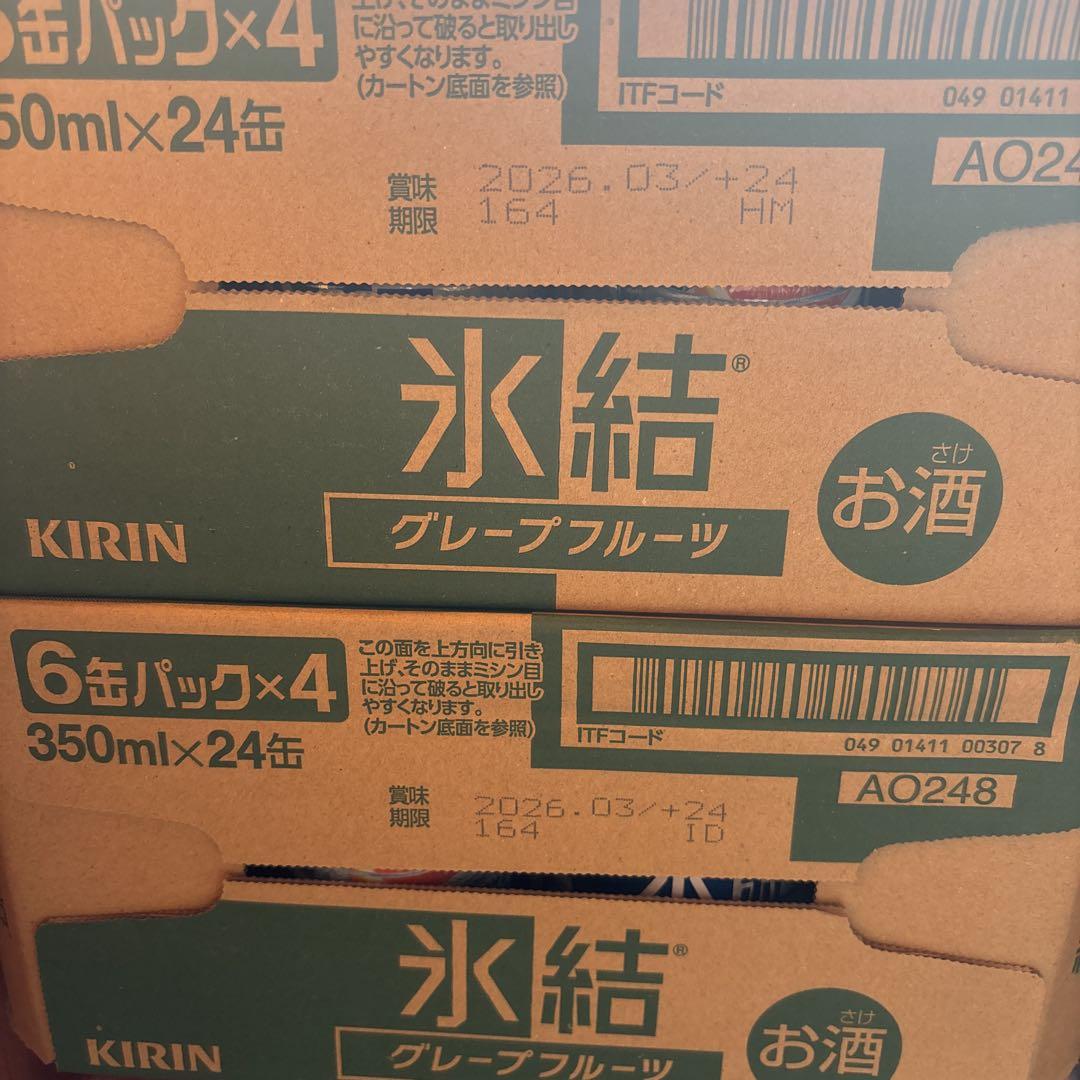 6缶パック×4
上げ、そのままミシン目
に沿って破ると取り出し
やすくなります。
(カートン底面を参照)
50ml×24缶
ITFコード
049 01411
AO24
賞味
期限
2026.03/+24
164 HM
氷結®
グレープフルーツ
KIRIN
さけ
お酒
6缶パック×4
350ml×24缶
この面を上方向に引き
上げ、そのままミシン目
に沿って破ると取り出し
やすくなります。
(カートン底面を参照)
ITFコード
049 01411 00307 8
AO248
賞味
期限
2026.03/+24
164 ID
氷結®
グレープフルーツ
KIRIN
さけ
お酒